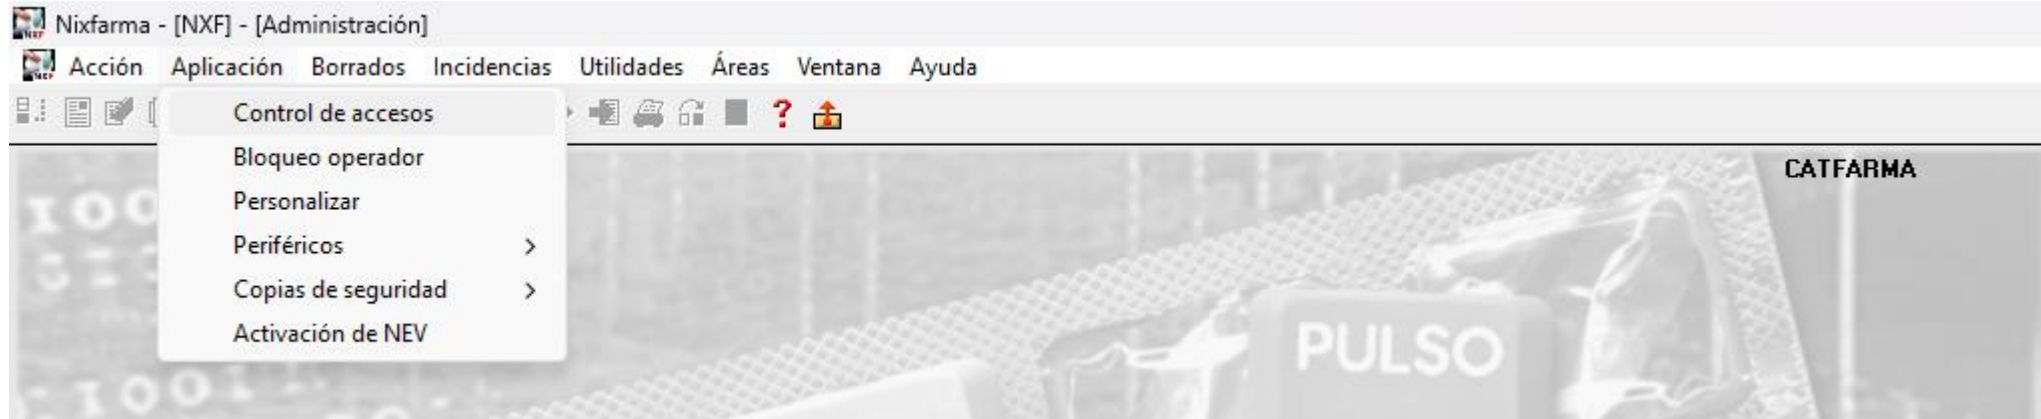 Nixfarma - [NXF] - [Administración]
Acción Aplicación Borrados Incidencias Utilidades Áreas Ventana Ayuda
Control de accesos
Bloqueo operador
Personalizar
Periféricos >
Copias de seguridad >
Activación de NEV
CATFARMA
PULSO